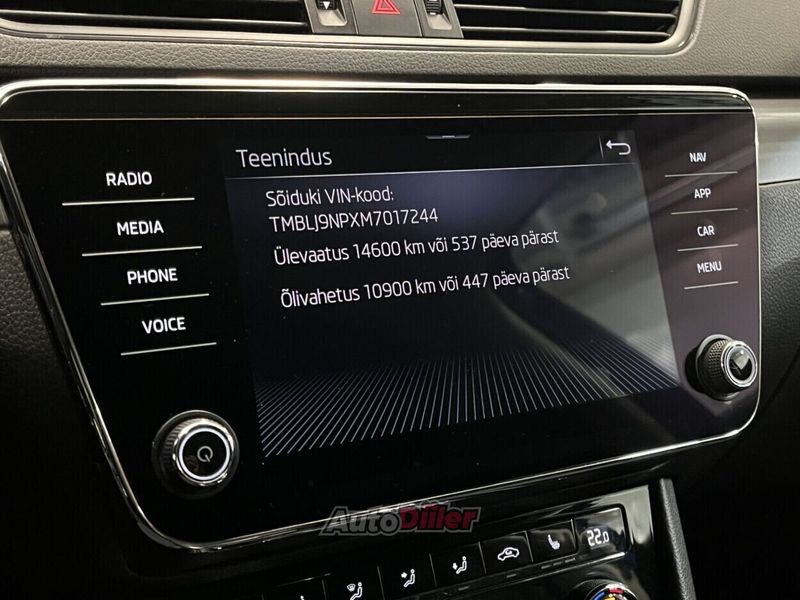 Teenindus
RADIO
MEDIA
PHONE
VOICE
Sõiduki VIN-kood:
TMBLJ9NPXM7017244
Ülevaatus 14600 km või 537 päeva pärast
Õlivahetus 10900 km või 447 päeva pärast
NAV
APP
CAR
MENU
AutoDiiler
22.0